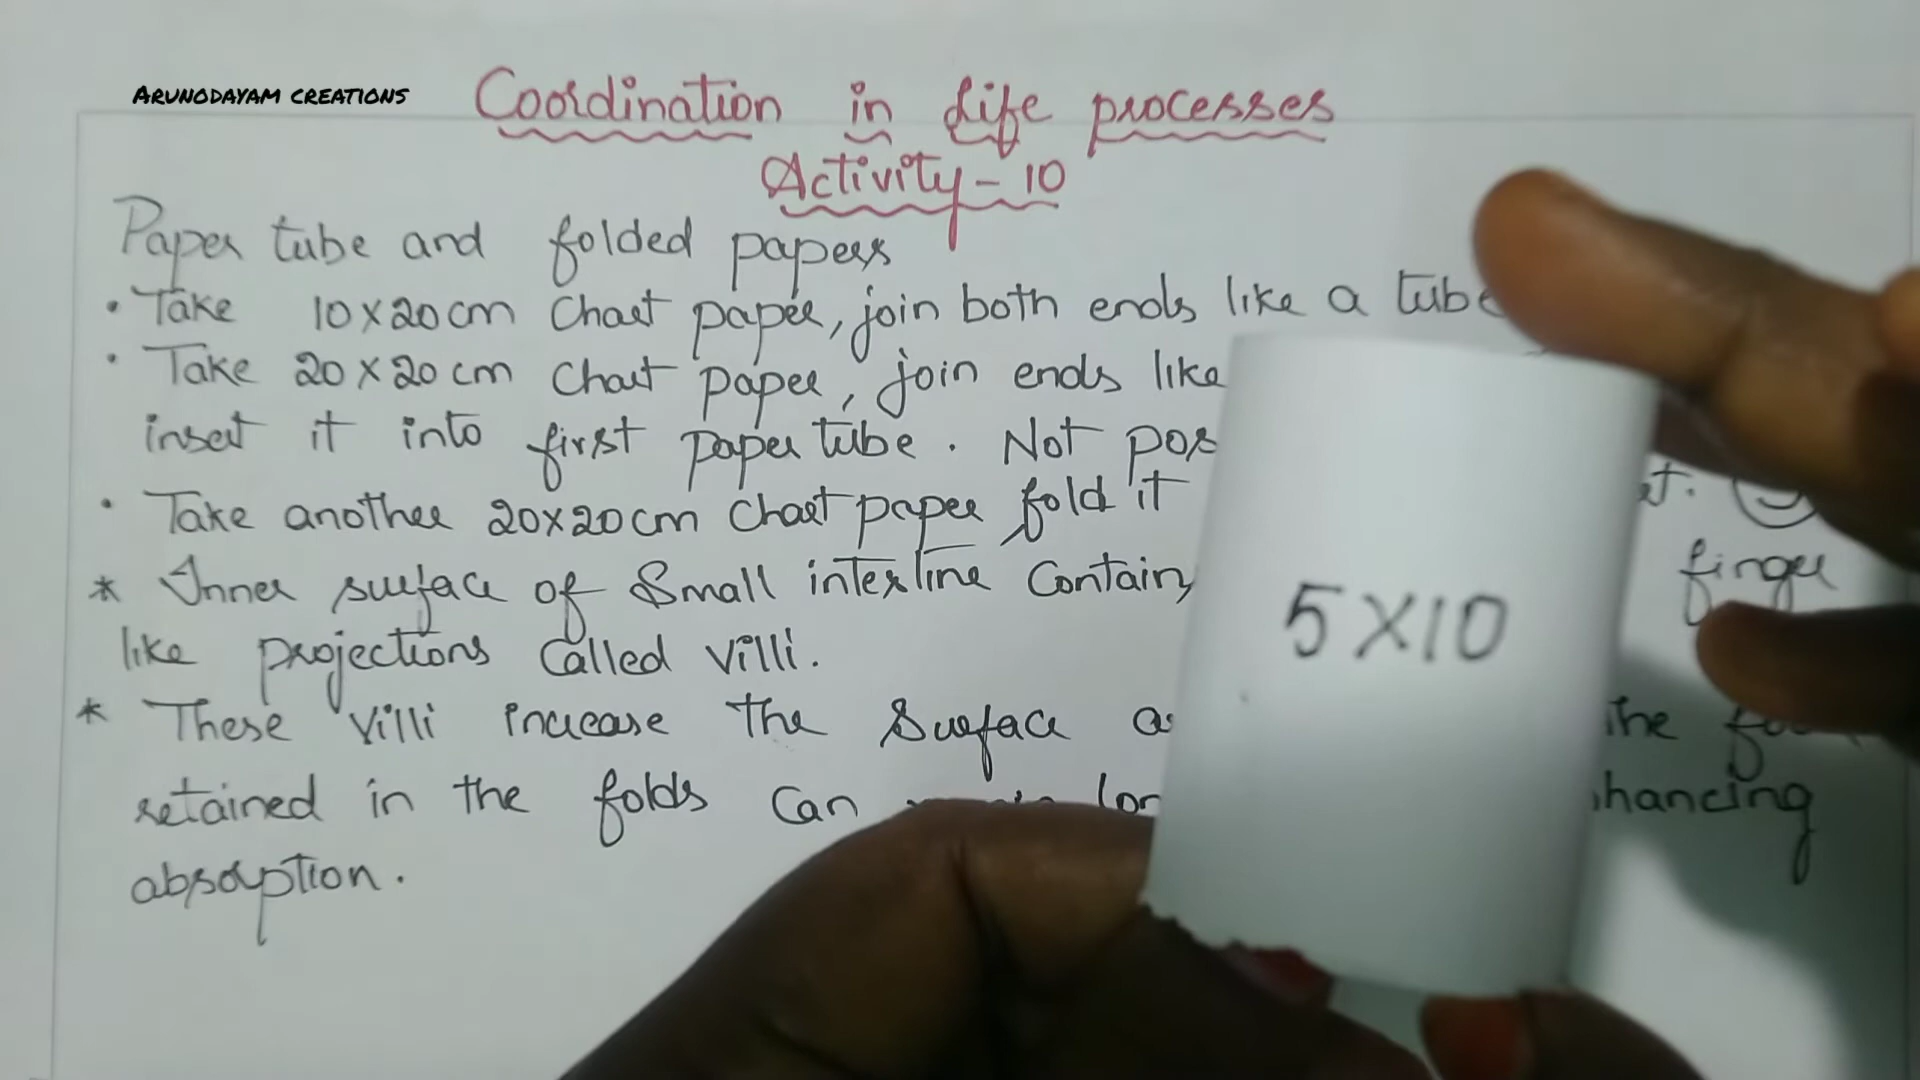 ARUNODAYAM CREATIONS
Coordination in Life processes
Activity - 10
Paper tube and folded papers
• Take 10x20cm Chart paper, join both ends like a tube
• Take 20x20cm Chart paper, join ends like
insert it into first paper tube. Not pos
• Take another 20x20cm Chart paper fold it
* Inner surface of Small intestine Contains finger
like projections Called Villi.
* These Villi increase the Surface the
retained in the folds Can
absorption.
5X10